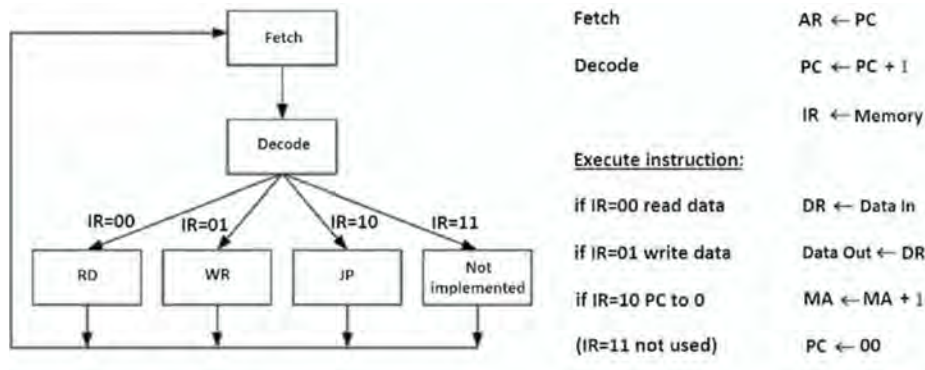 Fetch
Decode
IR=00
IR=01
IR=10
IR=11
RD
WR
JP
Not
implemented
Fetch AR ← PC
Decode PC ← PC + 1
IR ← Memory
Execute instruction:
if IR=00 read data DR ← Data In
if IR=01 write data Data Out ← DR
if IR=10 PC to 0 MA ← MA + 1
(IR=11 not used) PC ← 00